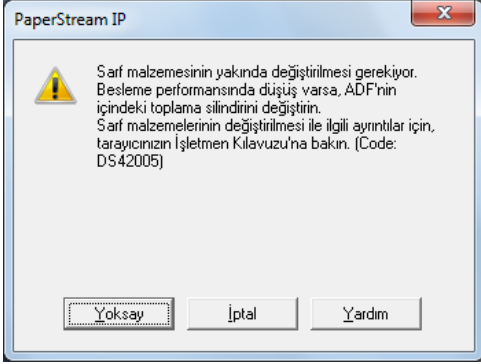 PaperStream IP
Sarf malzemesinin yakında değiştirilmesi gerekiyor.
Besleme performansında düşüş varsa, ADF'nin
içindeki toplama silindirini değiştirin.
Sarf malzemelerinin değiştirilmesi ile ilgili ayrıntılar için,
tarayıcınızın İşletmen Kılavuzu'na bakın. (Code:
DS42005)
Yoksay İptal Yardım